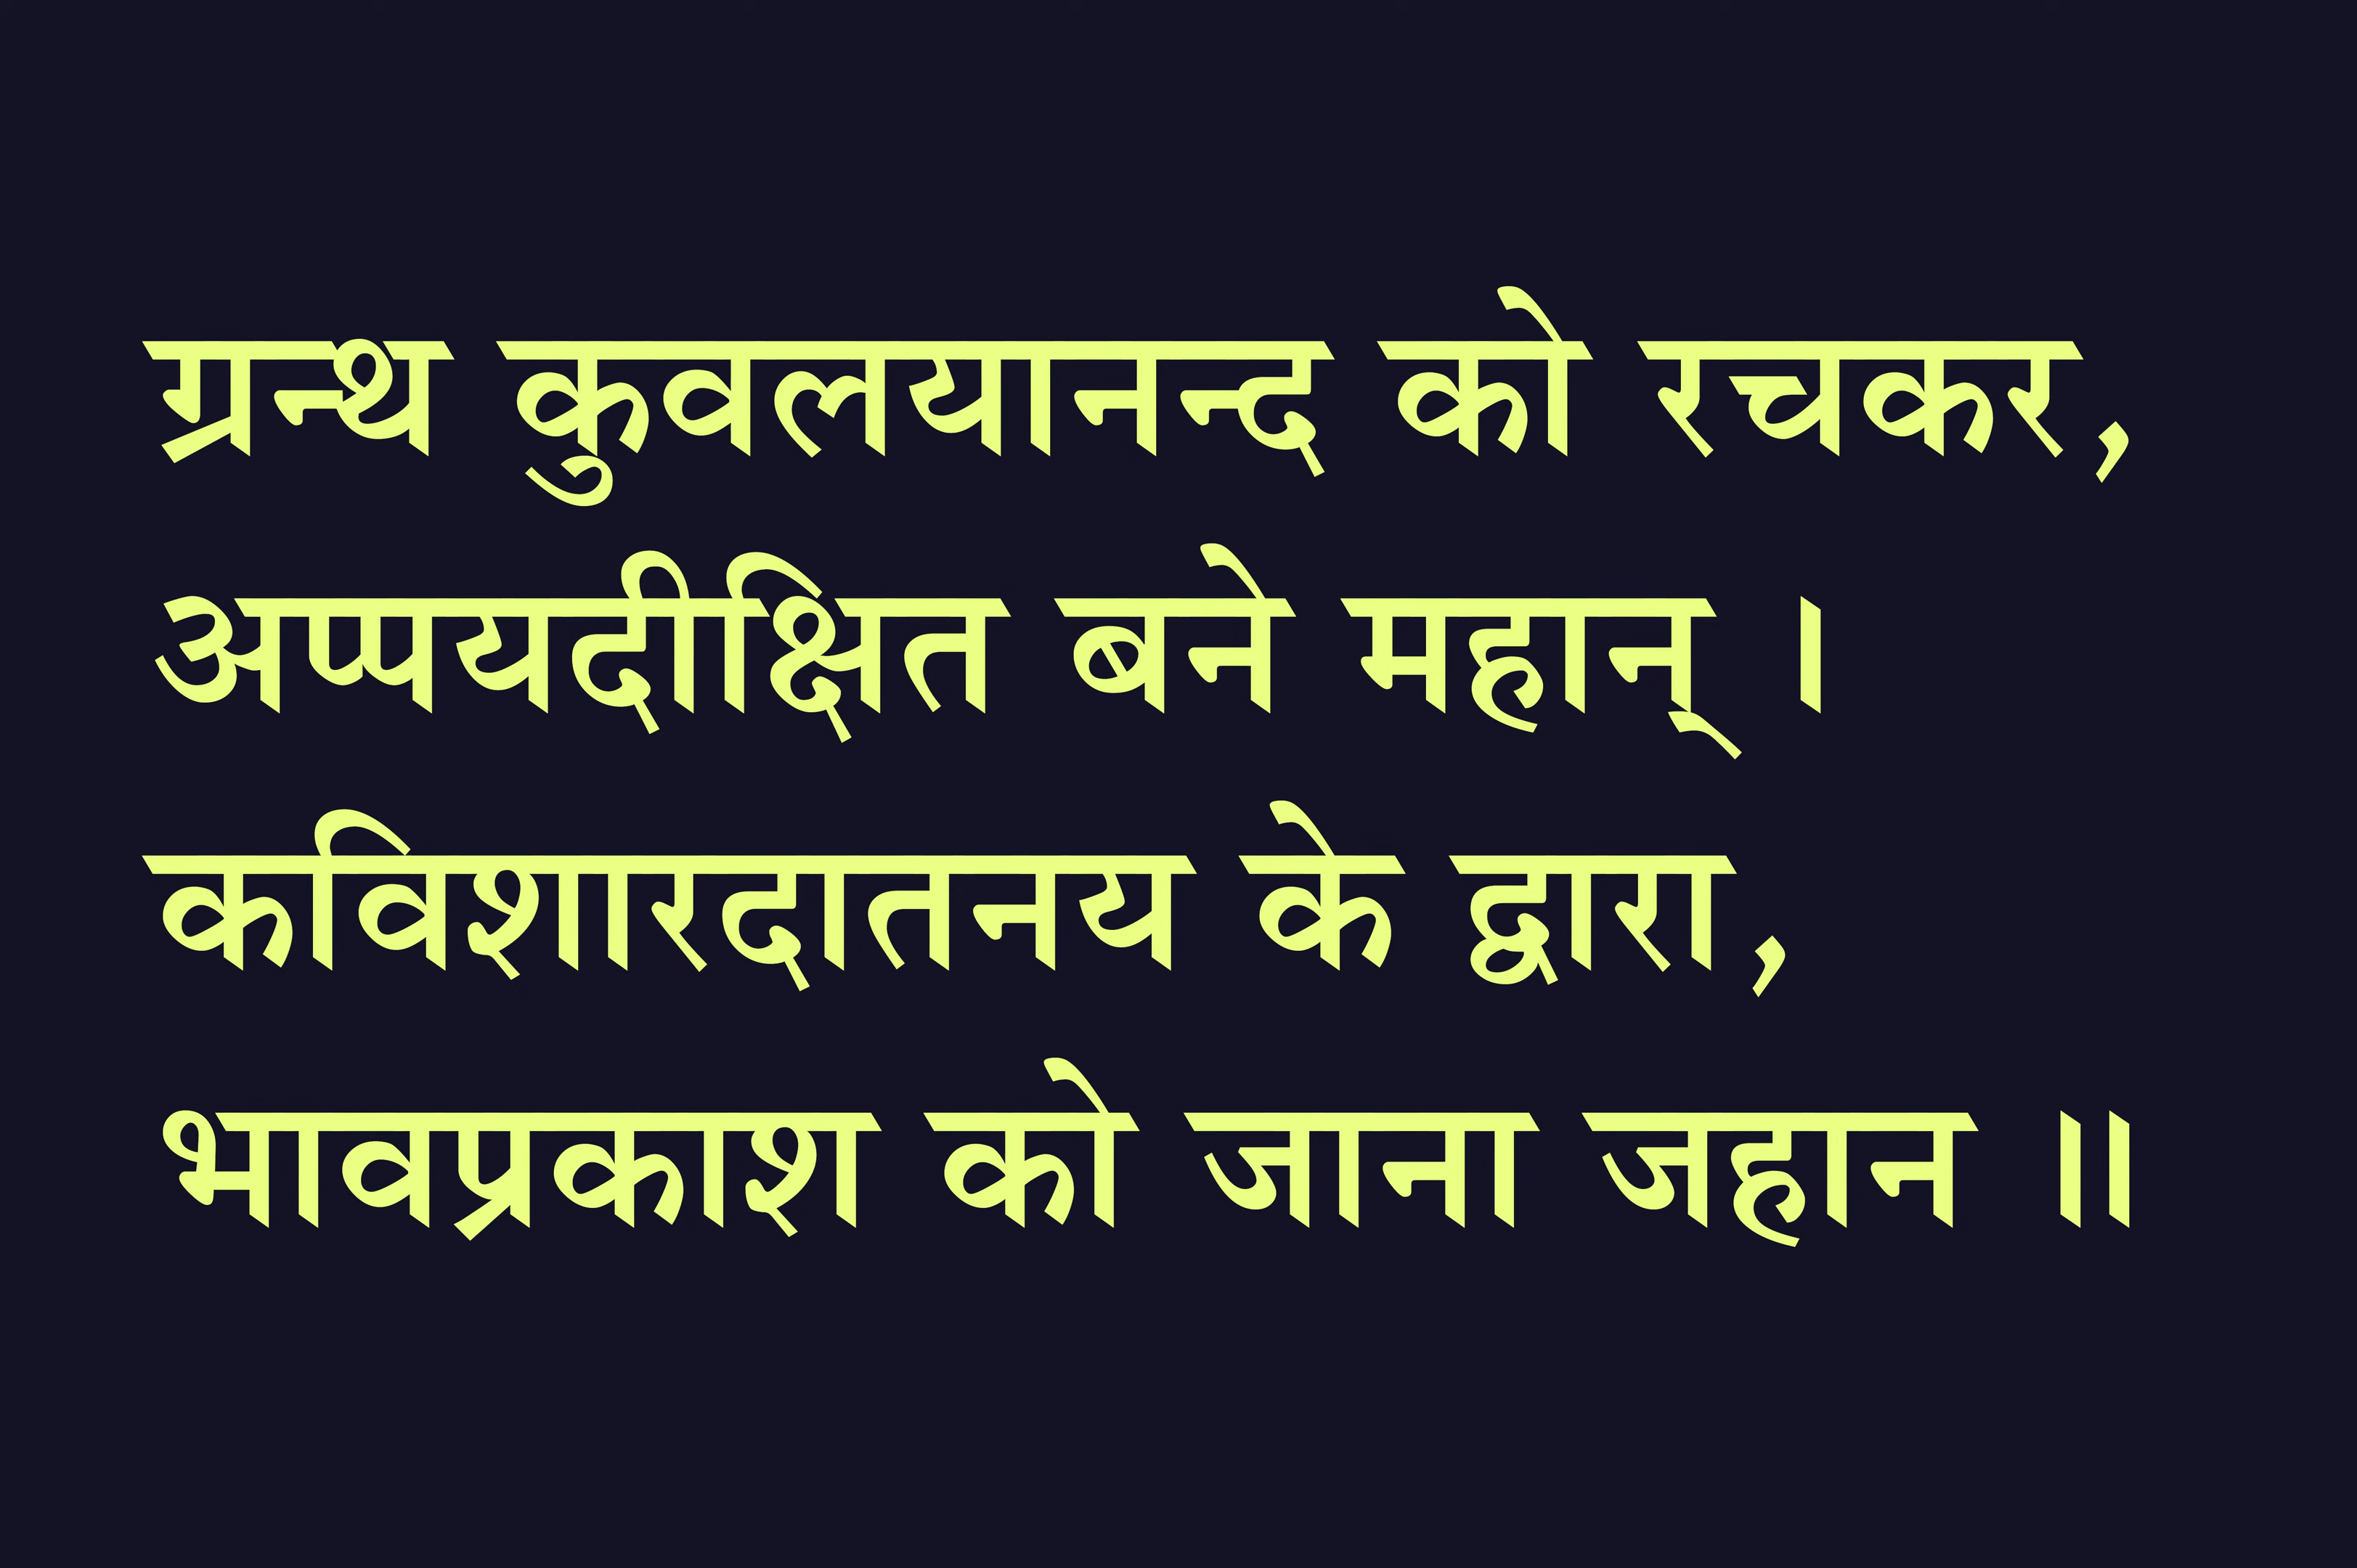 ग्रन्थ कुवलयानन्द को रचकर,
अप्पयदीक्षित बने महान् ।
कविशारदातनय के द्वारा,
भावप्रकाश को जाना जहान ॥